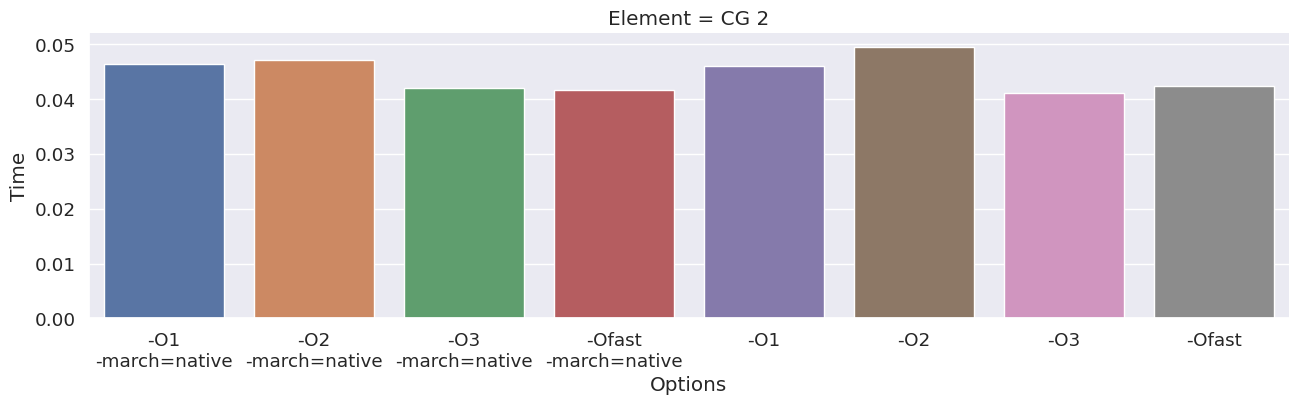 Element = CG 2
Time
0.05
0.04
0.03
0.02
0.01
0.00
-O1
-march=native
-O2
-march=native
-O3
-march=native
-Ofast
-march=native
-O1
-O2
-O3
-Ofast
Options